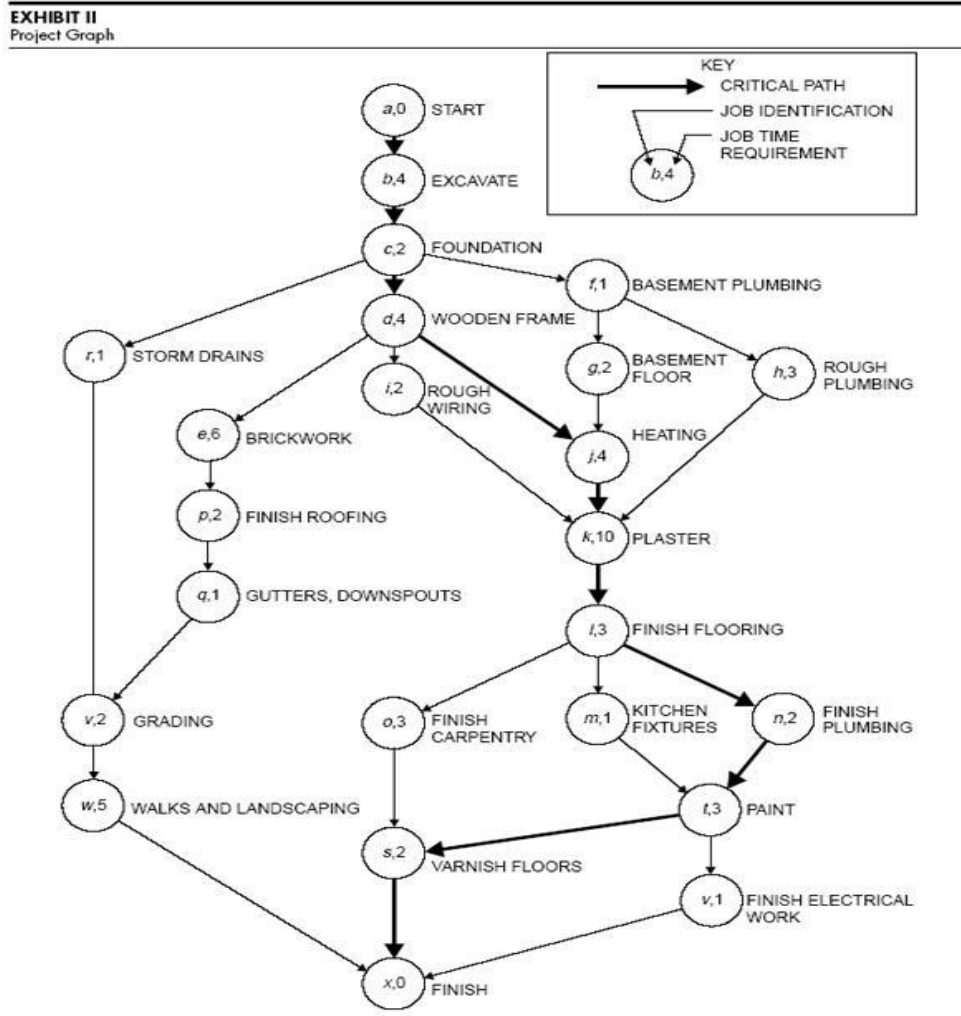 EXHIBIT II
Project Graph
KEY
CRITICAL PATH
JOB IDENTIFICATION
JOB TIME
REQUIREMENT
b,4
a,0
START
b,4
EXCAVATE
c,2
FOUNDATION
f,1
BASEMENT PLUMBING
d,4
WOODEN FRAME
r,1
STORM DRAINS
i,2
ROUGH
WIRING
g,2
BASEMENT
FLOOR
h,3
ROUGH
PLUMBING
e,6
BRICKWORK
j,4
HEATING
p,2
FINISH ROOFING
k,10
PLASTER
q,1
GUTTERS, DOWNSPOUTS
l,3
FINISH FLOORING
v,2
GRADING
o,3
FINISH
CARPENTRY
m,1
KITCHEN
FIXTURES
n,2
FINISH
PLUMBING
w,5
WALKS AND LANDSCAPING
t,3
PAINT
s,2
VARNISH FLOORS
v,1
FINISH ELECTRICAL
WORK
x,0
FINISH